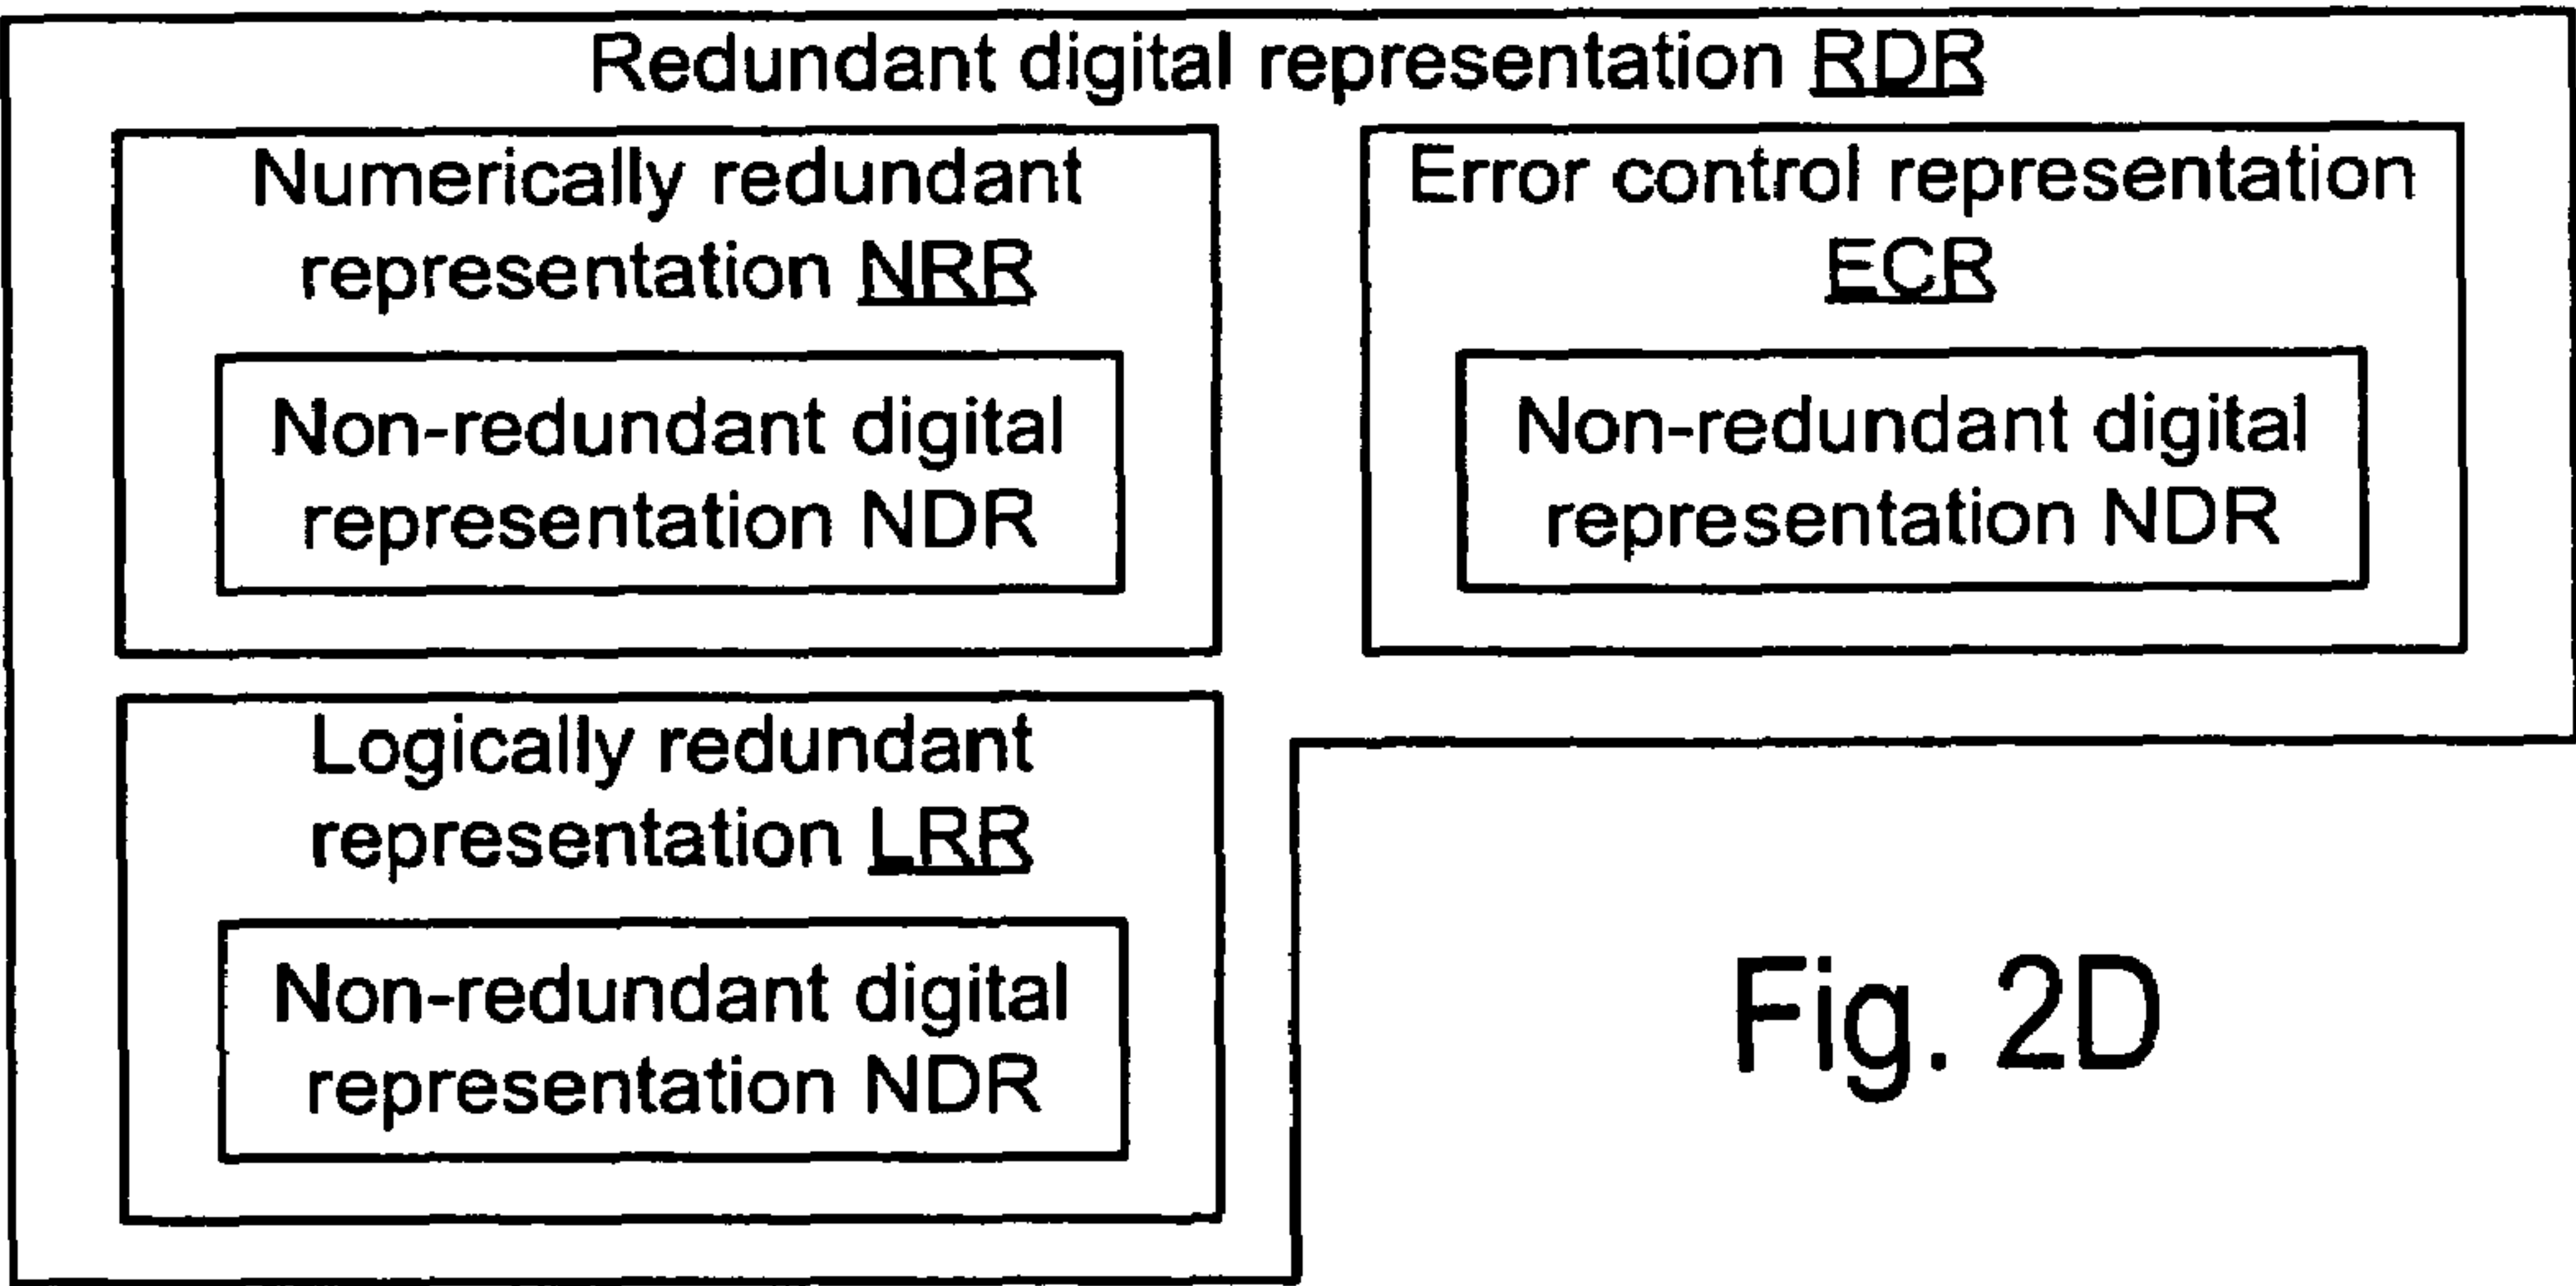 Redundant digital representation RDR
Numerically redundant
representation NRR
Non-redundant digital
representation NDR
Error control representation
ECR
Non-redundant digital
representation NDR
Logically redundant
representation LRR
Non-redundant digital
representation NDR
Fig. 2D